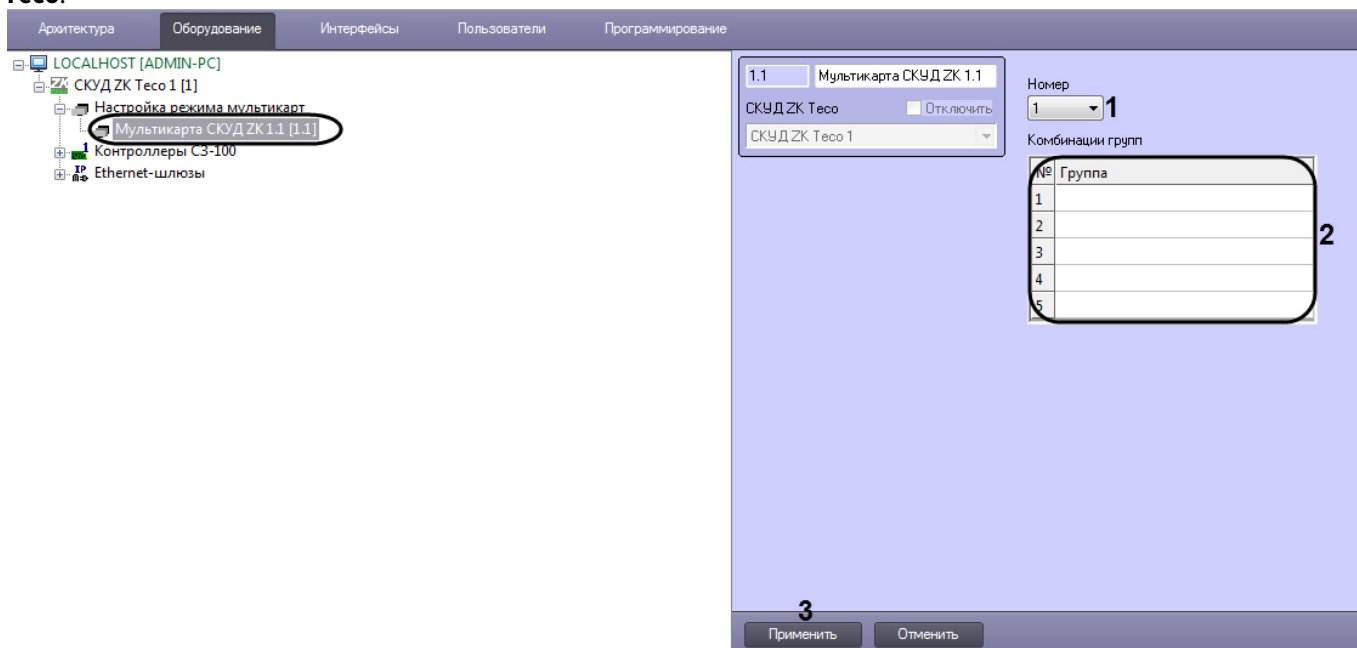 Teco.
Архитектура Оборудование Интерфейсы Пользователи Программирование
LOCALHOST [ADMIN-PC]
СКУД ZK Teco 1 [1]
Настройка режима мультикарт
Мультикарта СКУД ZK 1.1 [1.1]
Контроллеры C3-100
Ethernet-шлюзы
1.1 Мультикарта СКУД ZK 1.1
СКУД ZK Teco Отключить
СКУД ZK Teco 1
Номер
1 1
Комбинации групп
№ Группа
1
2
3
4
5
2
3
Применить Отменить